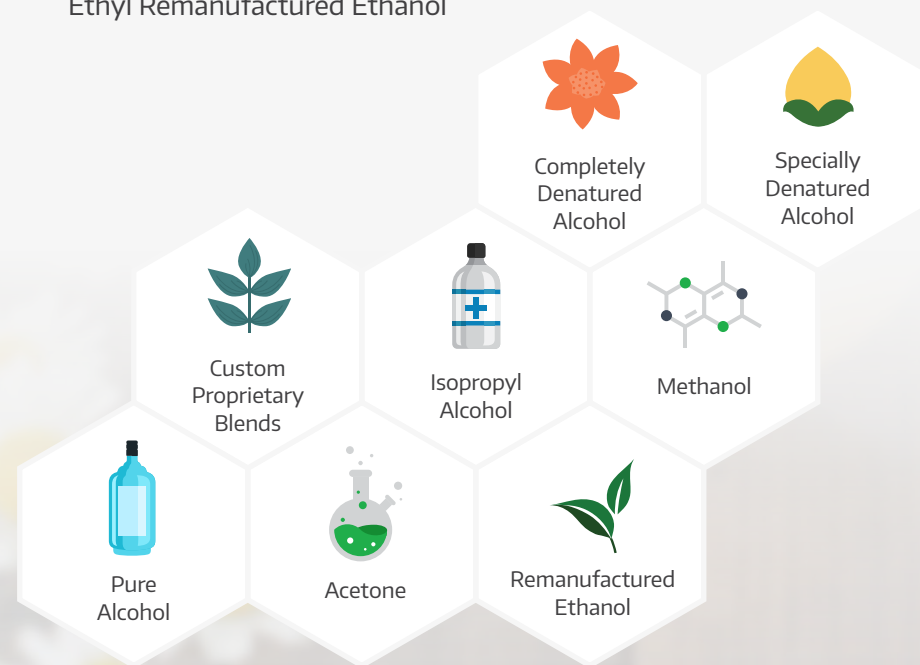 Ethyl Remanufactured Ethanol
Completely
Denatured
Alcohol
Specially
Denatured
Alcohol
Custom
Proprietary
Blends
Isopropyl
Alcohol
Methanol
Pure
Alcohol
Acetone
Remanufactured
Ethanol